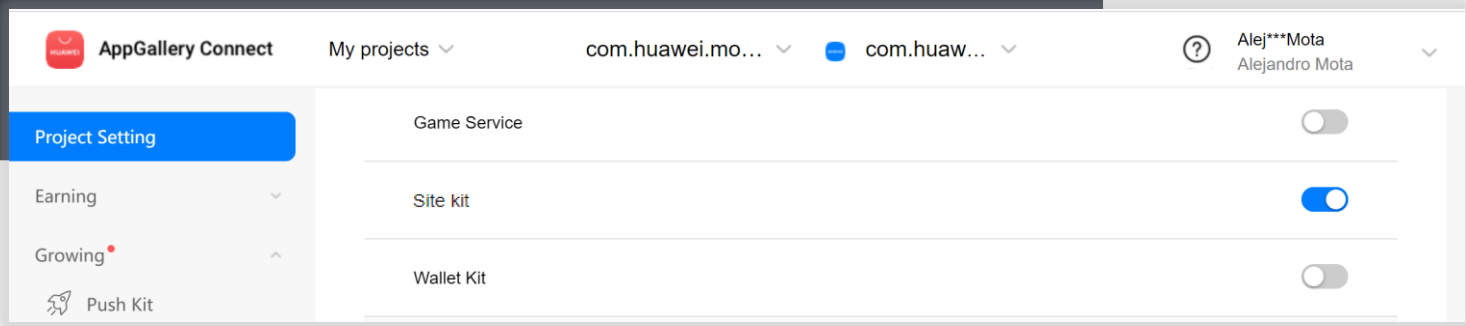 HUAWEI
AppGallery Connect
My projects
com.huawei.mo...
com.huaw...
Alej***Mota
Alejandro Mota
Project Setting
Earning
Growing
Push Kit
Game Service
Site kit
Wallet Kit